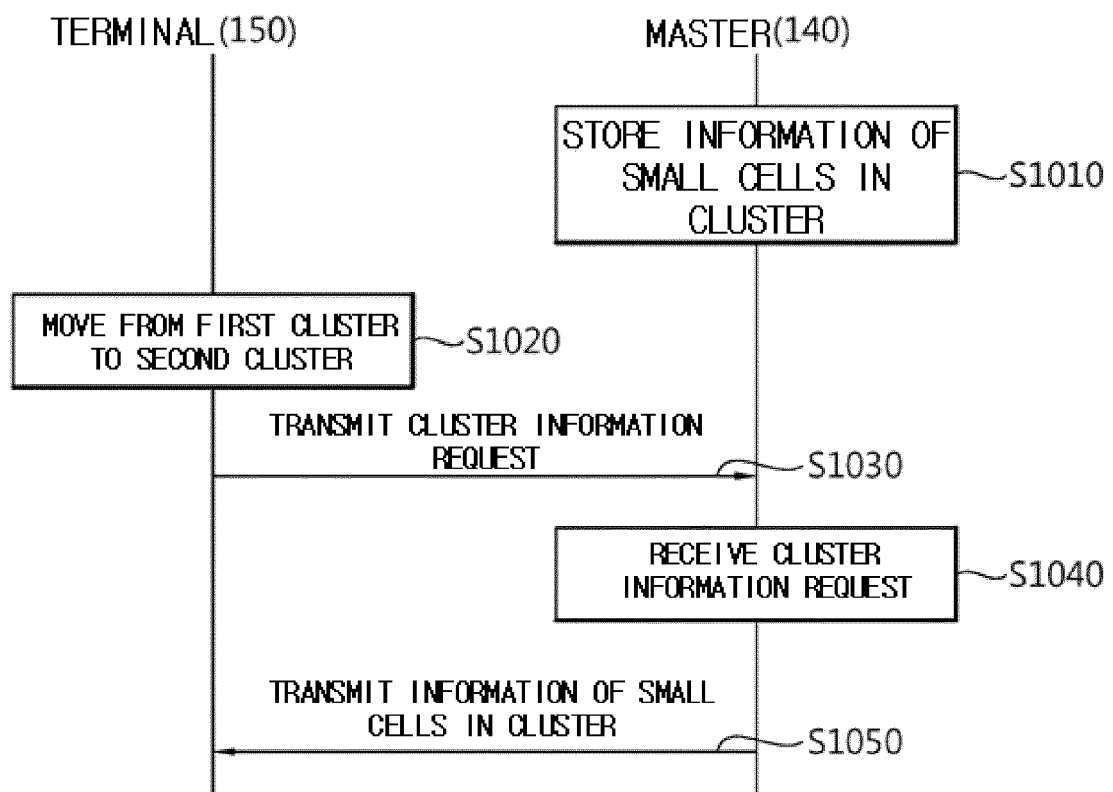 TERMINAL(150)
MASTER(140)
STORE INFORMATION OF
SMALL CELLS IN
CLUSTER
S1010
MOVE FROM FIRST CLUSTER
TO SECOND CLUSTER
S1020
TRANSMIT CLUSTER INFORMATION
REQUEST
S1030
RECEIVE CLUSTER
INFORMATION REQUEST
S1040
TRANSMIT INFORMATION OF SMALL
CELLS IN CLUSTER
S1050